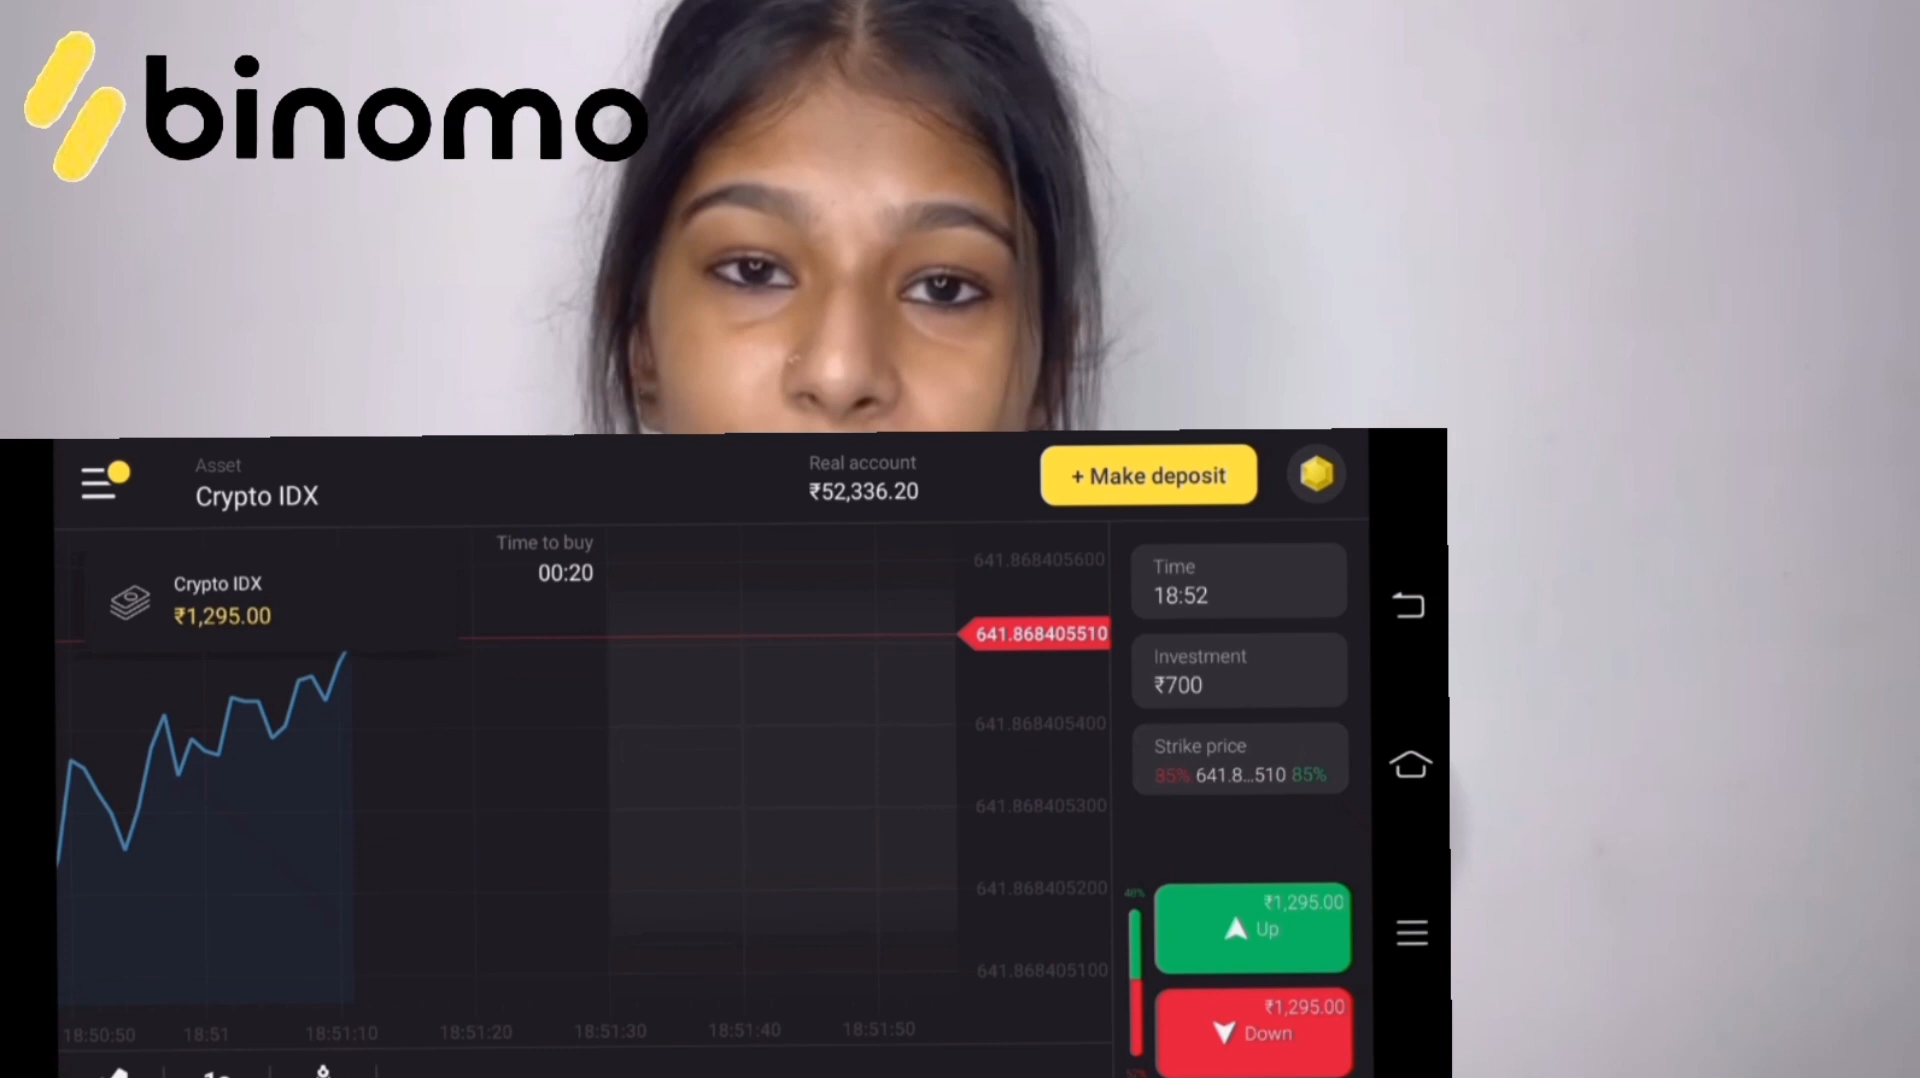 binomo
Asset
Crypto IDX
Real account
₹52,336.20
+ Make deposit
Time to buy
00:20
Crypto IDX
₹1,295.00
641.868405600
641.868405510
641.868405400
641.868405300
641.868405200
641.868405100
Time
18:52
Investment
₹700
Strike price
85% 641.8...510 85%
48%
₹1,295.00
Up
₹1,295.00
Down
52%
18:50:50
18:51
18:51:10
18:51:20
18:51:30
18:51:40
18:51:50